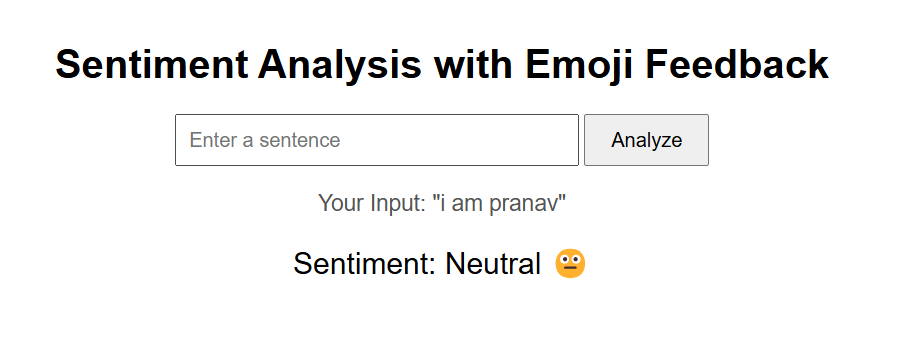 Sentiment Analysis with Emoji Feedback
Enter a sentence Analyze
Your Input: "i am pranav"
Sentiment: Neutral 😐